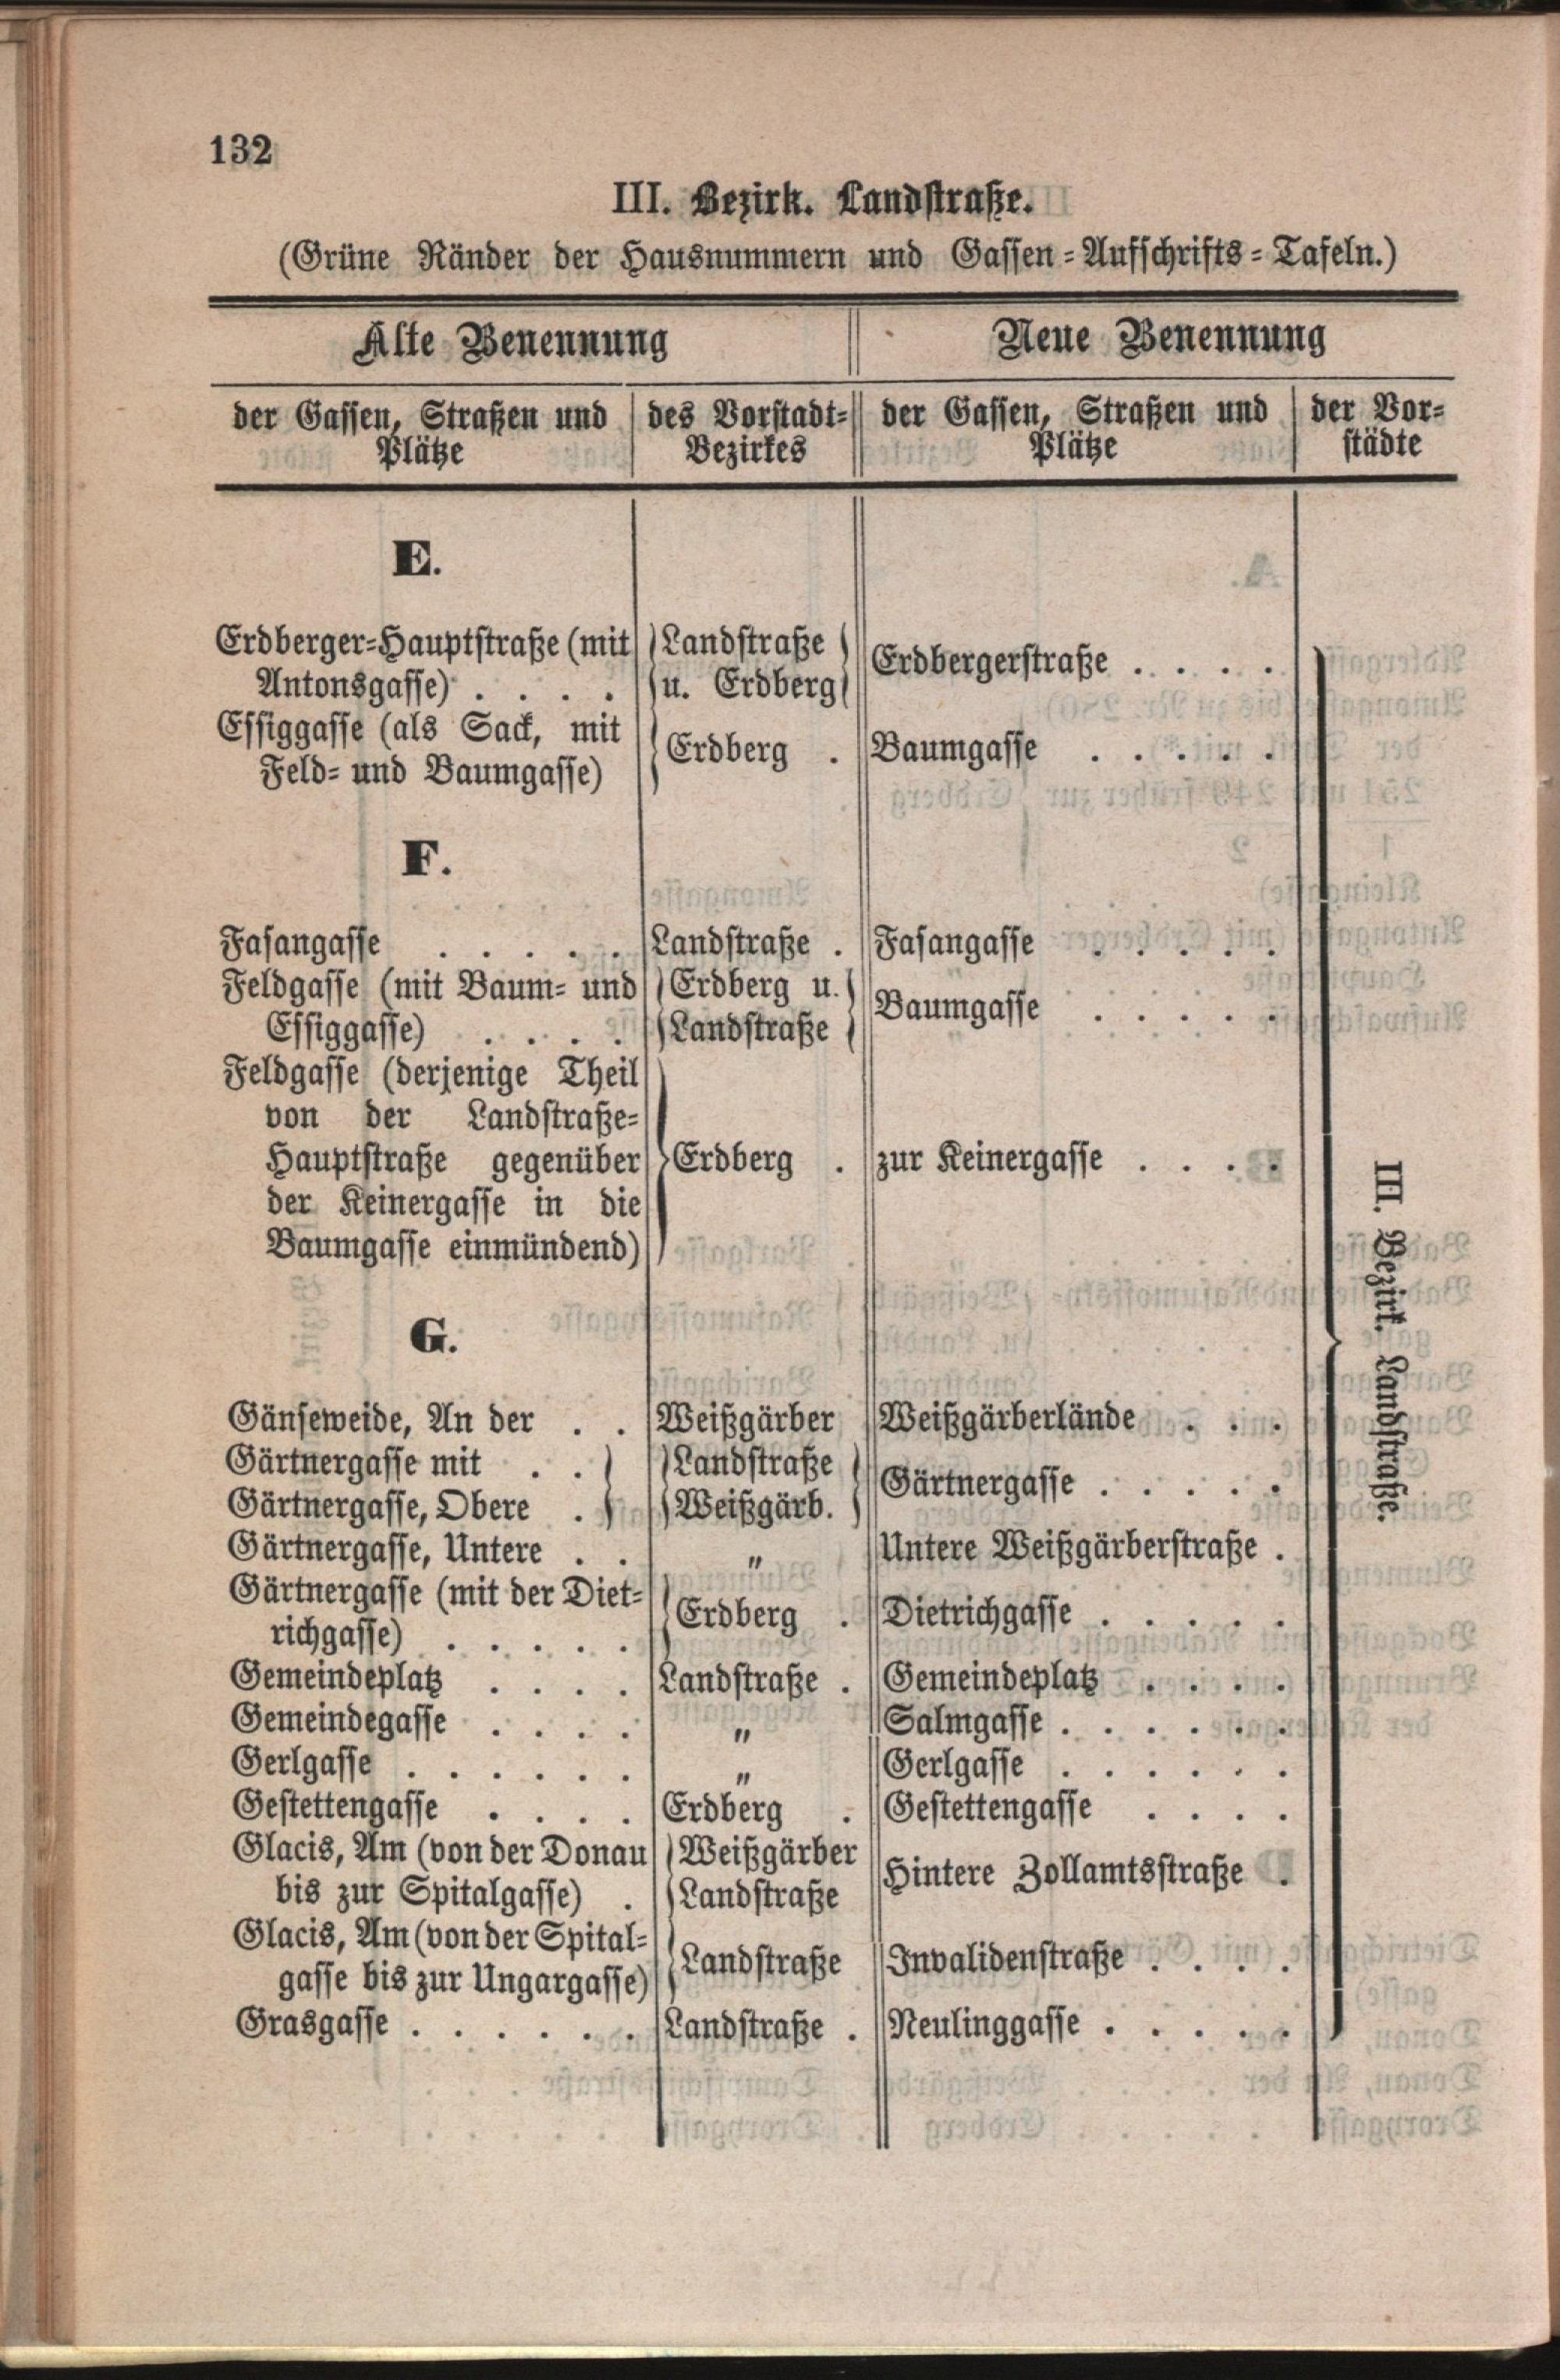 132
III. Bezirk. Landstraße.
(Grüne Ränder der Hausnummern und Gassen-Aufschrifts-Tafeln.)
Alte Benennung Neue Benennung
der Gassen, Straßen und des Vorstadt- der Gassen, Straßen und der Vor-
Plätze Bezirkes Plätze städte
E.
Erdberger-Hauptstraße (mit Landstraße
Antonsgasse) . . . . u. Erdberg Erdbergerstraße . . . .
Essiggasse (als Sack, mit
Feld- und Baumgasse) Erdberg . Baumgasse . . . . .
F.
Fasangasse . . . . . Landstraße . Fasangasse . . . . .
Feldgasse (mit Baum- und Erdberg u.
Essiggasse) . . . . Landstraße Baumgasse . . . . .
Feldgasse (derjenige Theil
von der Landstraße-
Hauptstraße gegenüber Erdberg . zur Keinergasse . . . .
der Keinergasse in die
Baumgasse einmündend)
G.
Gänseweide, An der . . Weißgärber Weißgärberlände . . .
Gärtnergasse mit . . Landstraße
Gärtnergasse, Obere . Weißgärb. Gärtnergasse . . . . .
Gärtnergasse, Untere . . „ Untere Weißgärberstraße .
Gärtnergasse (mit der Diet-
richgasse) . . . . . Erdberg . Dietrichgasse . . . . .
Gemeindeplatz . . . . Landstraße . Gemeindeplatz . . . .
Gemeindegasse . . . . „ Salmgasse . . . . . .
Gerlgasse . . . . . . „ Gerlgasse . . . . . .
Gestettengasse . . . . Erdberg . Gestettengasse . . . .
Glacis, Am (von der Donau Weißgärber
bis zur Spitalgasse) . Landstraße Hintere Zollamtsstraße .
Glacis, Am (von der Spital-
gasse bis zur Ungargasse) Landstraße Invalidenstraße . . . .
Grasgasse . . . . . . Landstraße . Neulinggasse . . . . .
III. Bezirk. Landstraße.